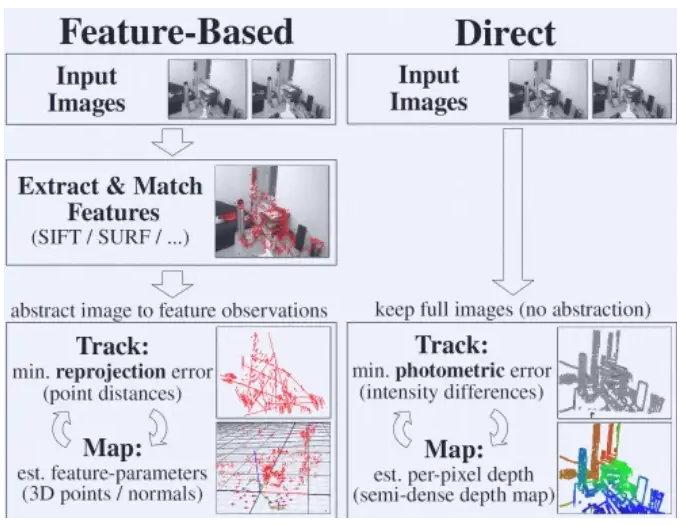 Feature-Based
Input
Images
Extract & Match
Features
(SIFT / SURF / ...)
abstract image to feature observations
Track:
min. reprojection error
(point distances)
Map:
est. feature-parameters
(3D points / normals)
Direct
Input
Images
keep full images (no abstraction)
Track:
min. photometric error
(intensity differences)
Map:
est. per-pixel depth
(semi-dense depth map)